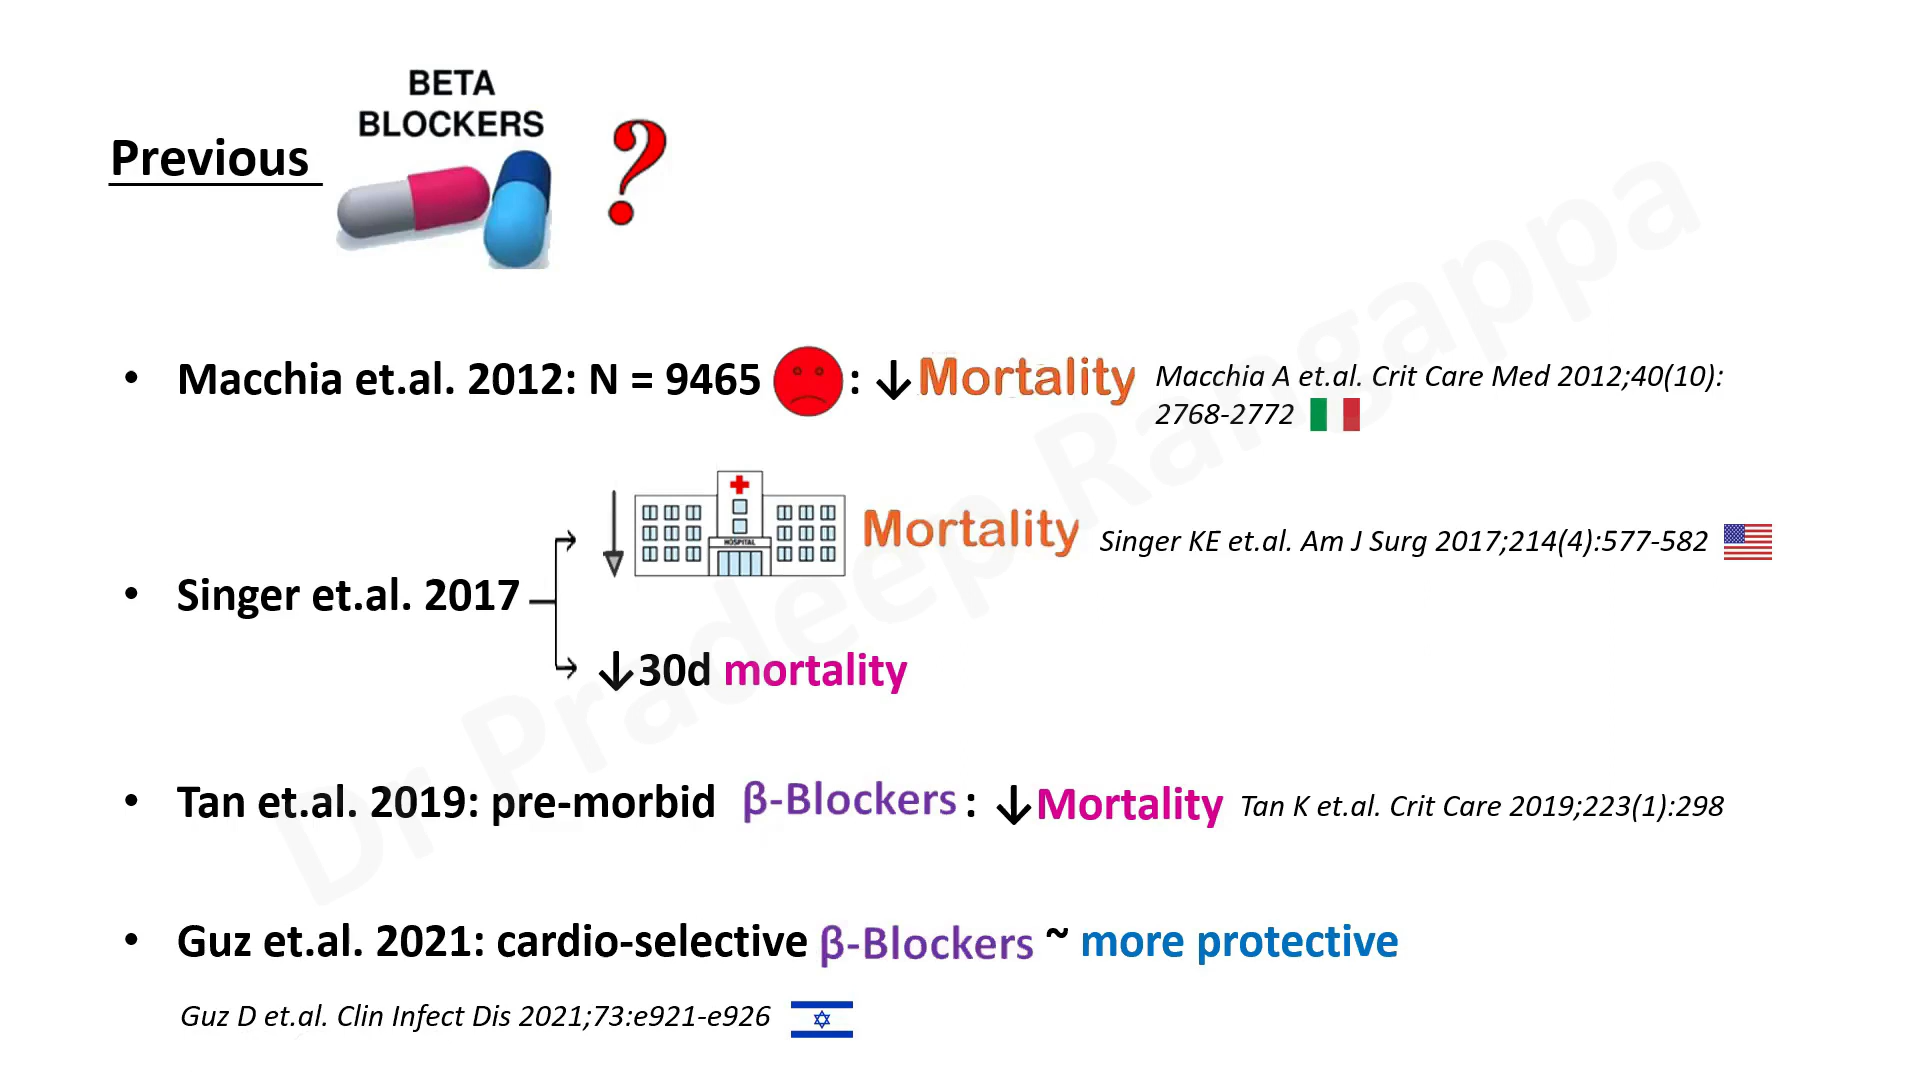 BETA
BLOCKERS
Previous
?
• Macchia et.al. 2012: N = 9465 : ↓Mortality
Macchia A et.al. Crit Care Med 2012;40(10):
2768-2772
HOSPITAL
Mortality
Singer KE et.al. Am J Surg 2017;214(4):577-582
• Singer et.al. 2017
↓30d mortality
• Tan et.al. 2019: pre-morbid β-Blockers : ↓Mortality Tan K et.al. Crit Care 2019;223(1):298
• Guz et.al. 2021: cardio-selective β-Blockers ~ more protective
Guz D et.al. Clin Infect Dis 2021;73:e921-e926
Dr Pradeep Rangappa